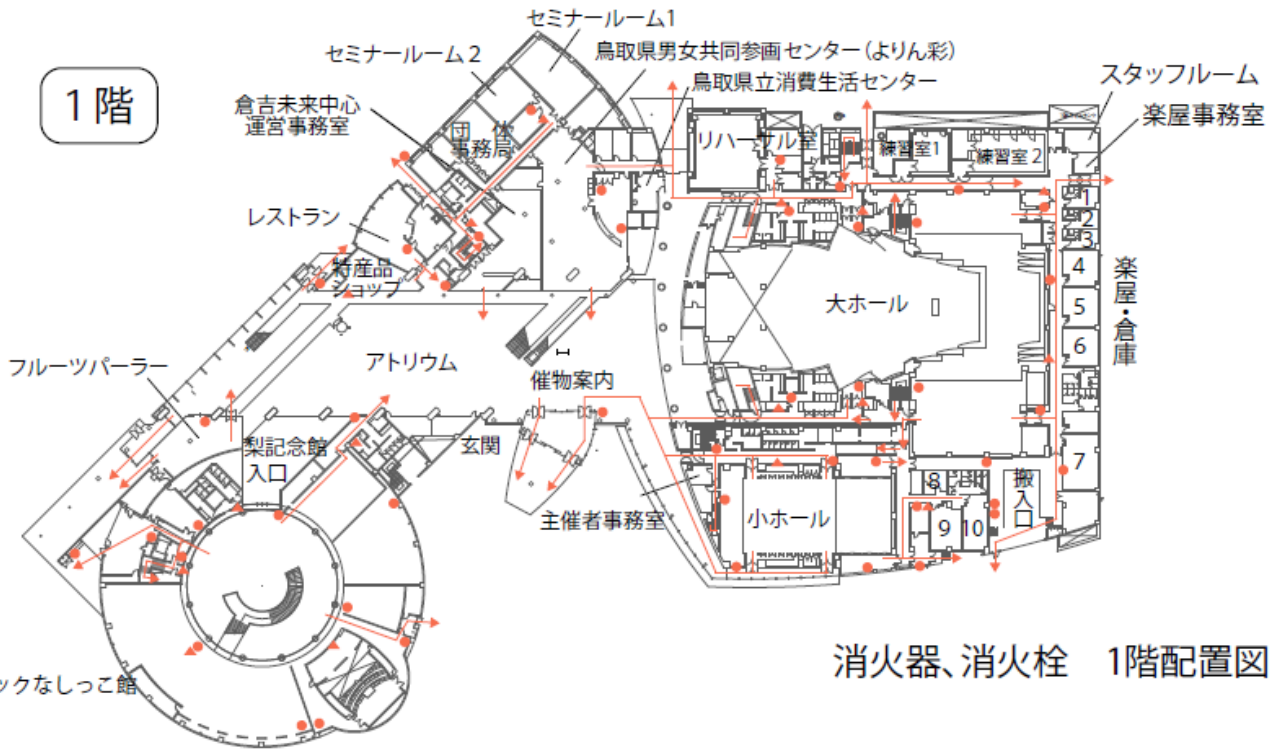 1階
セミナールーム1
セミナールーム2
鳥取県男女共同参画センター(よりん彩)
鳥取県立消費生活センター
倉吉未来中心
運営事務室
団 体
事務局
リハーサル室
練習室1
練習室2
スタッフルーム
楽屋事務室
レストラン
特産品
ショップ
大ホール
1
2
3
4
5
6
7
楽屋・倉庫
フルーツパーラー
アトリウム
催物案内
梨記念館
入口
玄関
主催者事務室
小ホール
8
9
10
搬入口
ックなしっこ館
消火器、消火栓 1階配置図